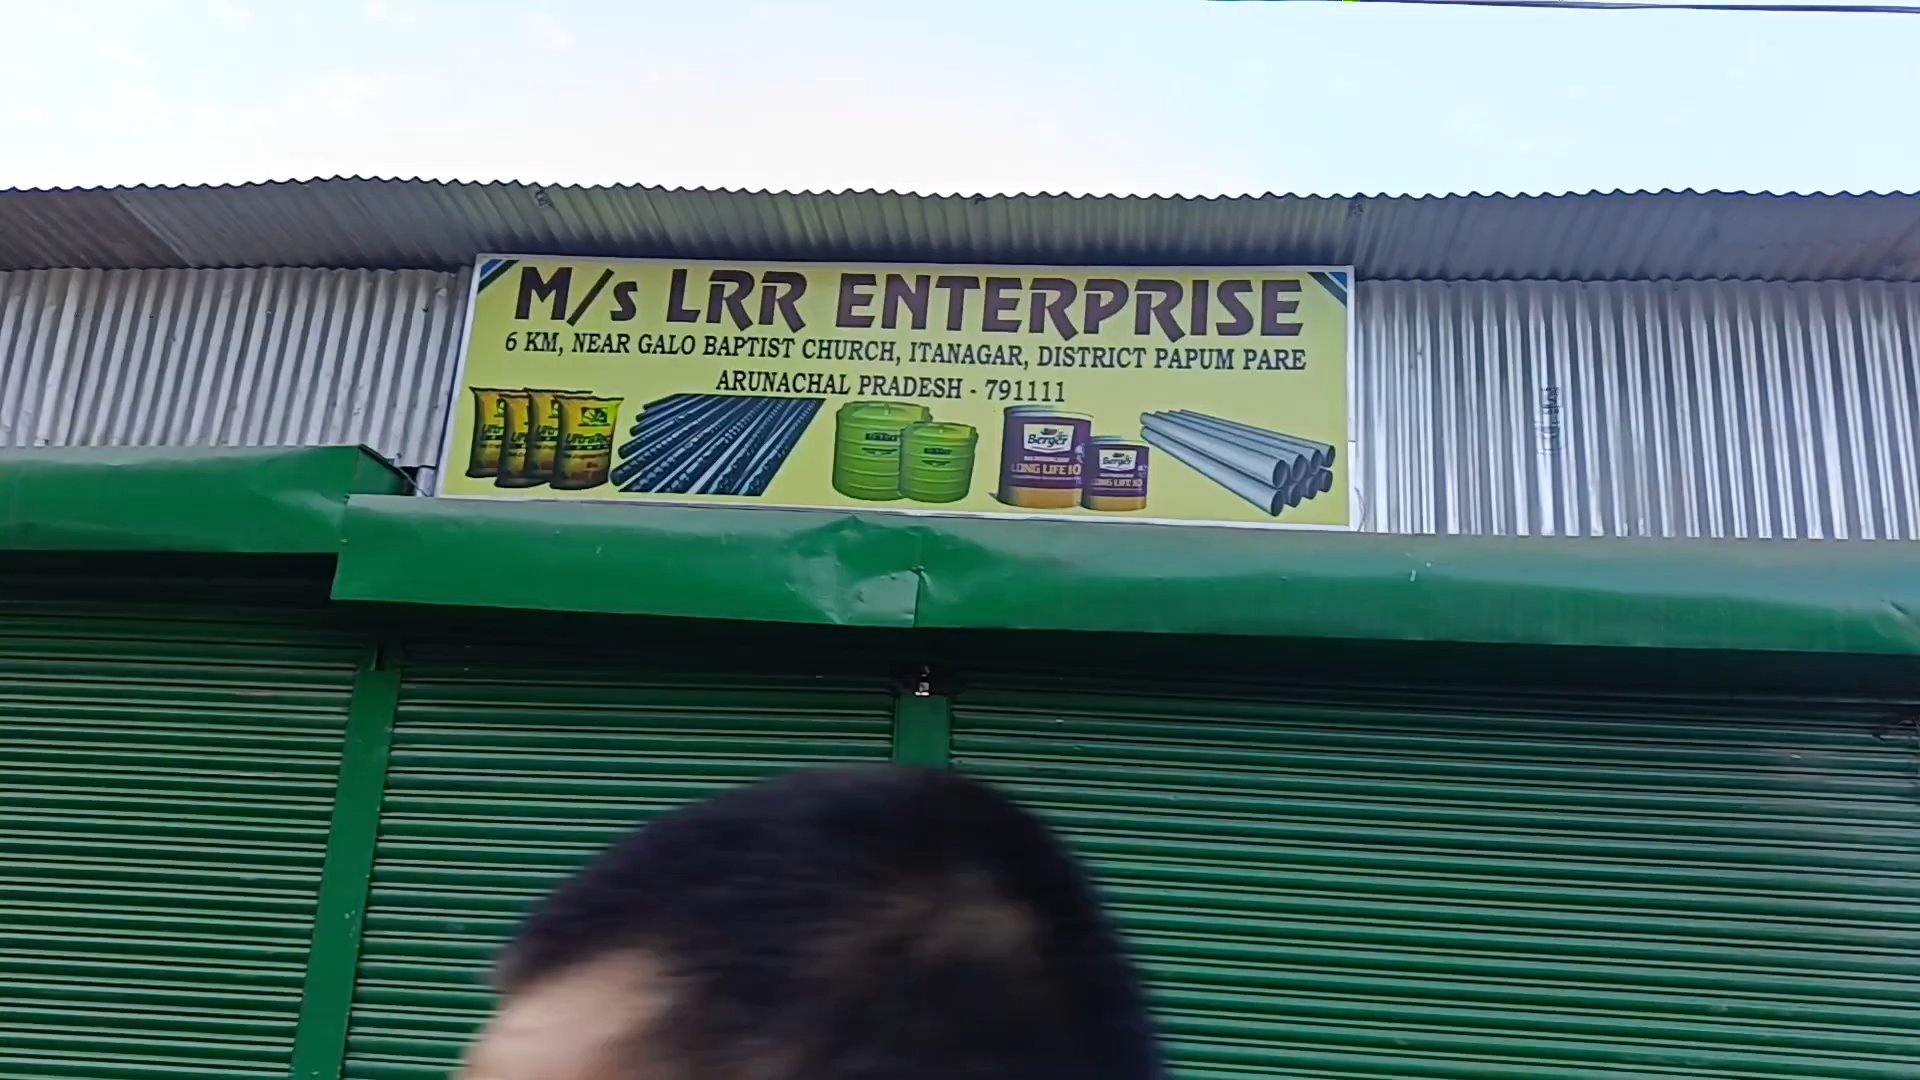 M/s LRR ENTERPRISE
6 KM, NEAR GALO BAPTIST CHURCH, ITANAGAR, DISTRICT PAPUM PARE
ARUNACHAL PRADESH - 791111
UltraTech
Berger
LONG LIFE 10
Berger
LONG LIFE 10